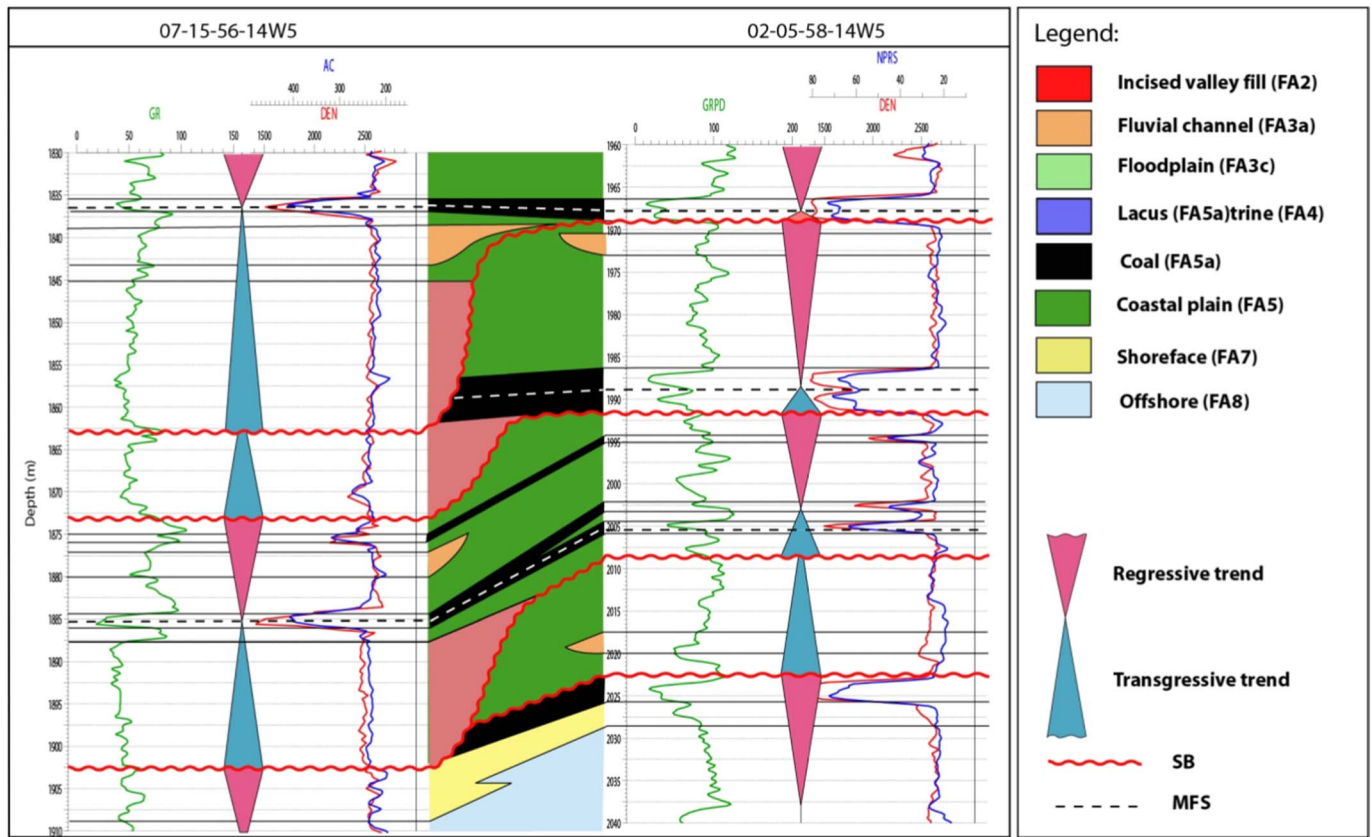 07-15-56-14W5
02-05-58-14W5
AC
400 300 200
GR
DEN
0 50 100 150
1500 2000 2500
NPRS
80 60 40 20
GRPD
DEN
0 100 200
1500 2000 2500
Depth (m)
1830
1835
1840
1845
1850
1855
1860
1865
1870
1875
1880
1885
1890
1895
1900
1905
1910
1960
1965
1970
1975
1980
1985
1990
1995
2000
2005
2010
2015
2020
2025
2030
2035
2040
Legend:
Incised valley fill (FA2)
Fluvial channel (FA3a)
Floodplain (FA3c)
Lacus (FA5a)trine (FA4)
Coal (FA5a)
Coastal plain (FA5)
Shoreface (FA7)
Offshore (FA8)
Regressive trend
Transgressive trend
SB
MFS